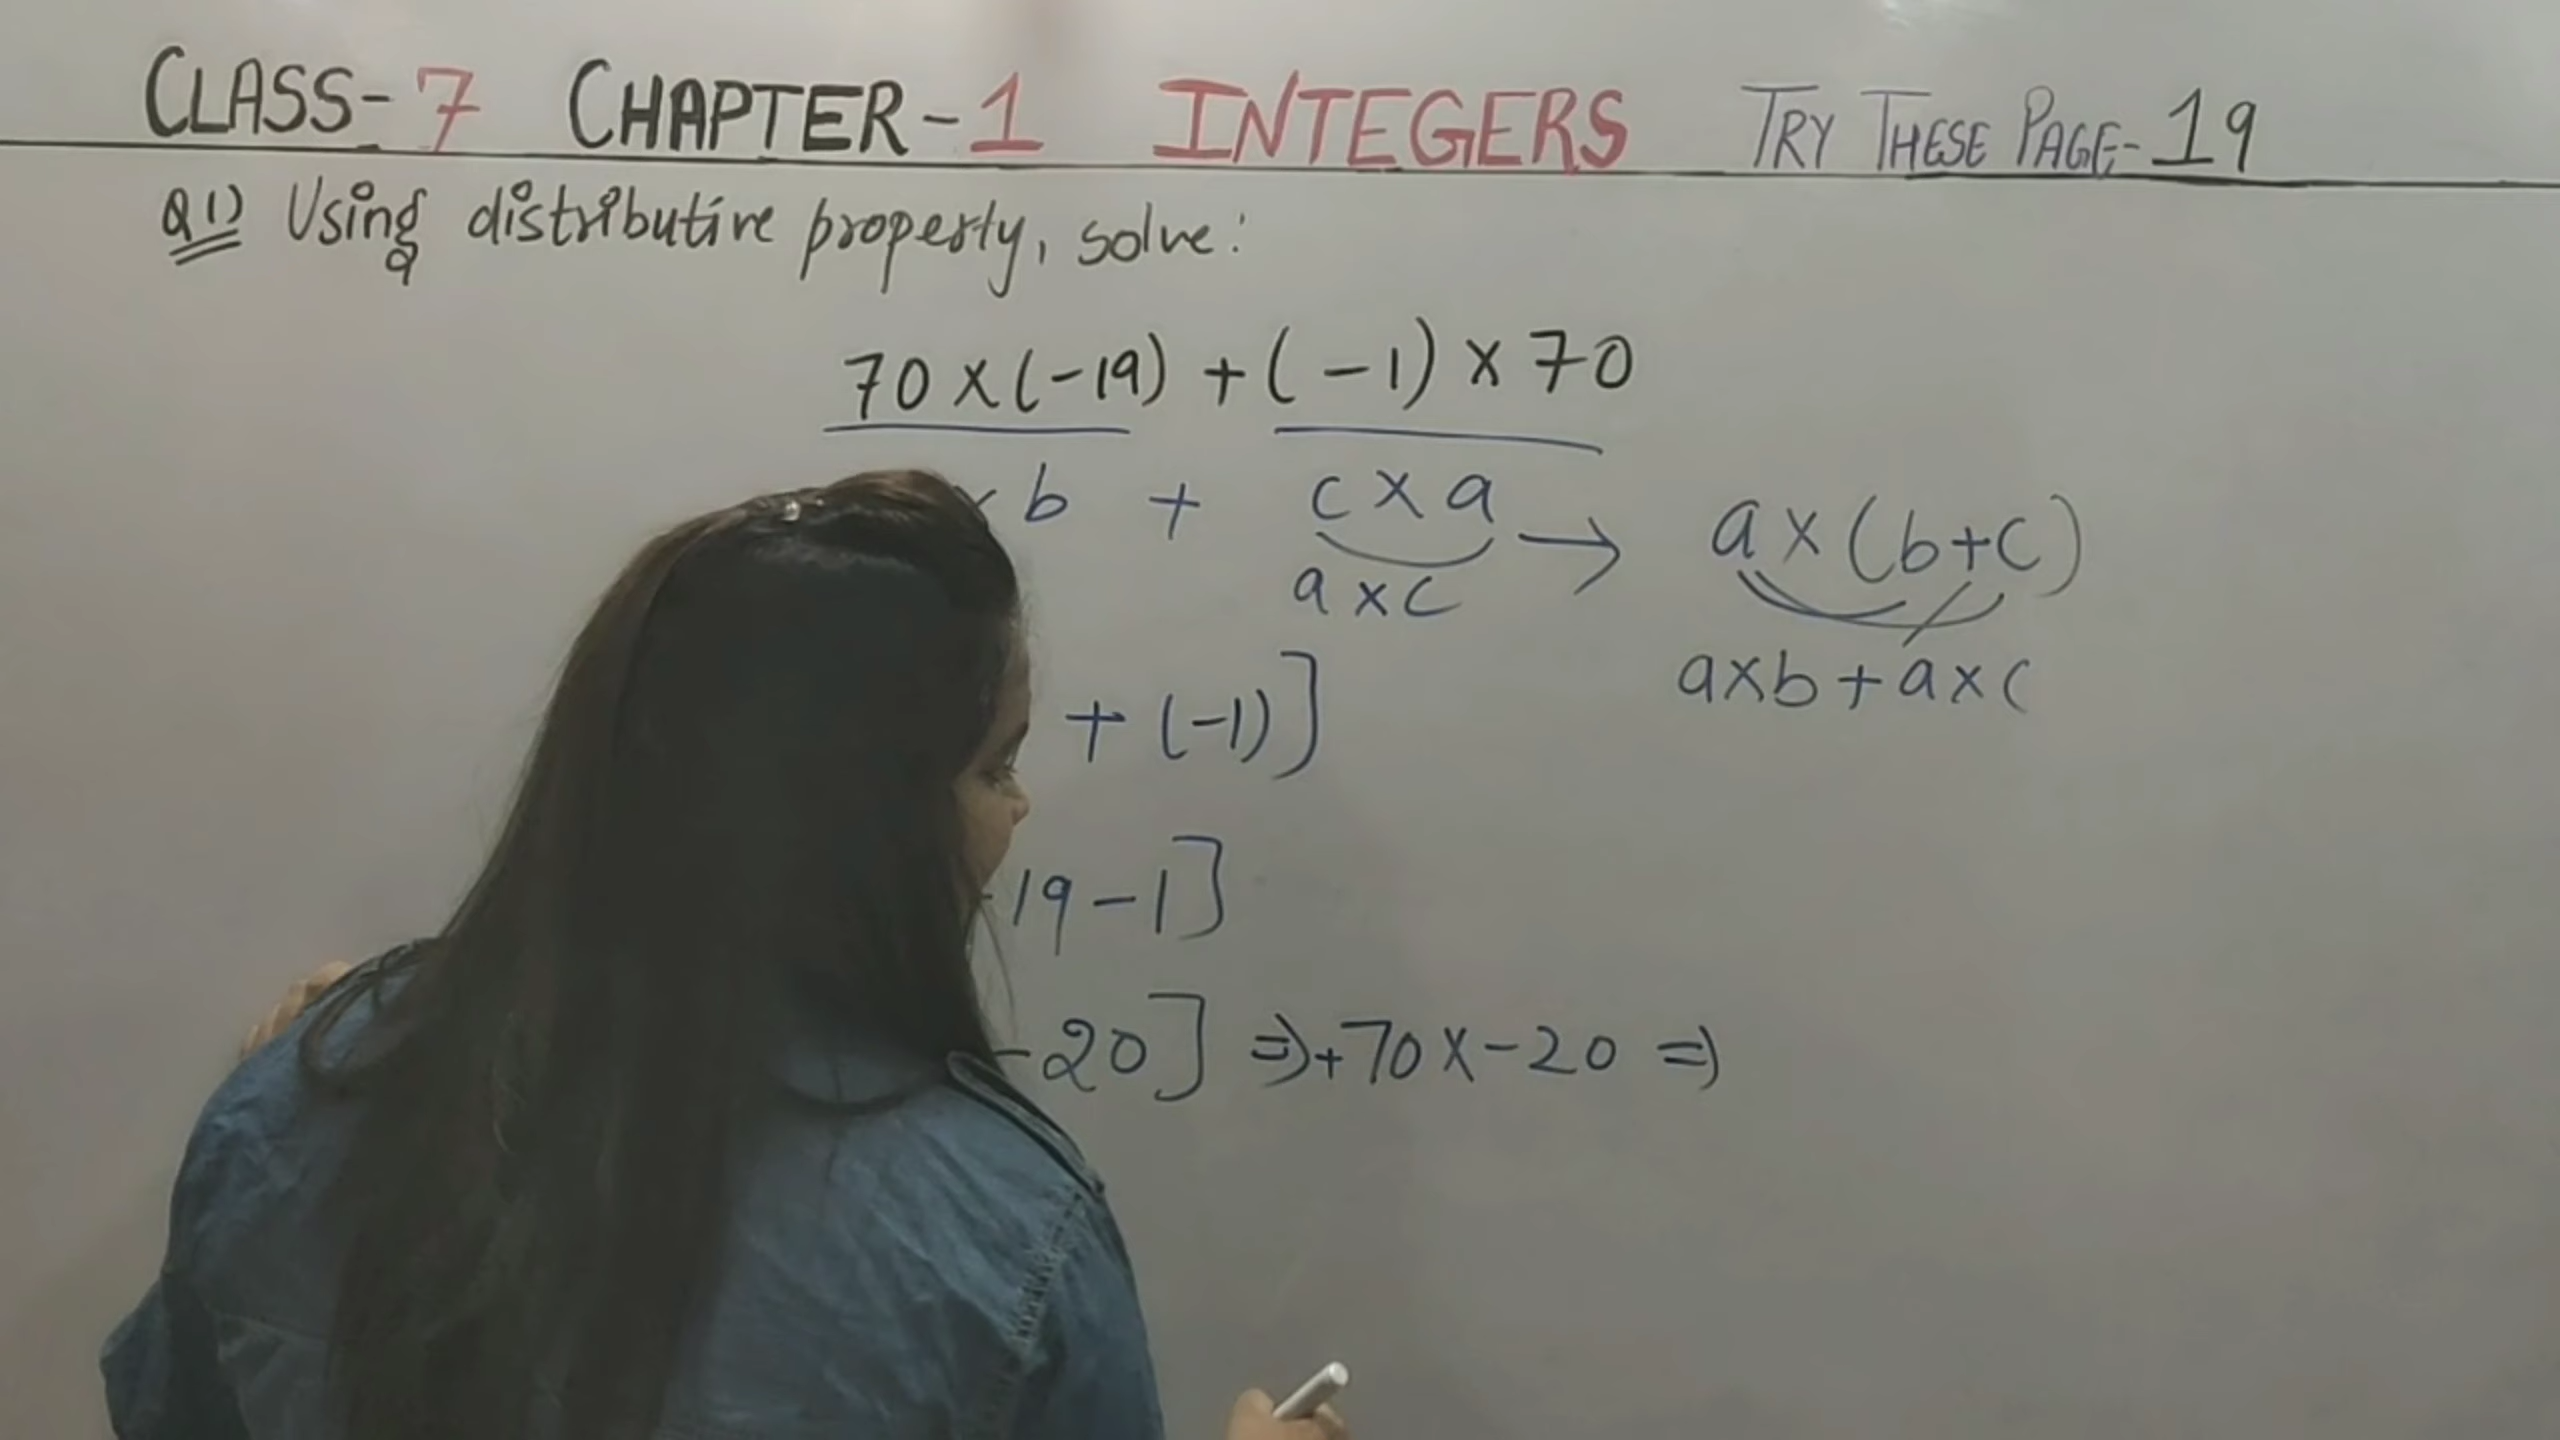 CLASS-7 CHAPTER-1 INTEGERS TRY THESE PAGE-19
Q1) Using distributive property, solve:
70 × (-19) + (-1) × 70
× b + c × a → a × (b+c)
a × c
a×b + a×c
+ (-1)]
-19-1]
-20] ⇒ +70 × -20 ⇒